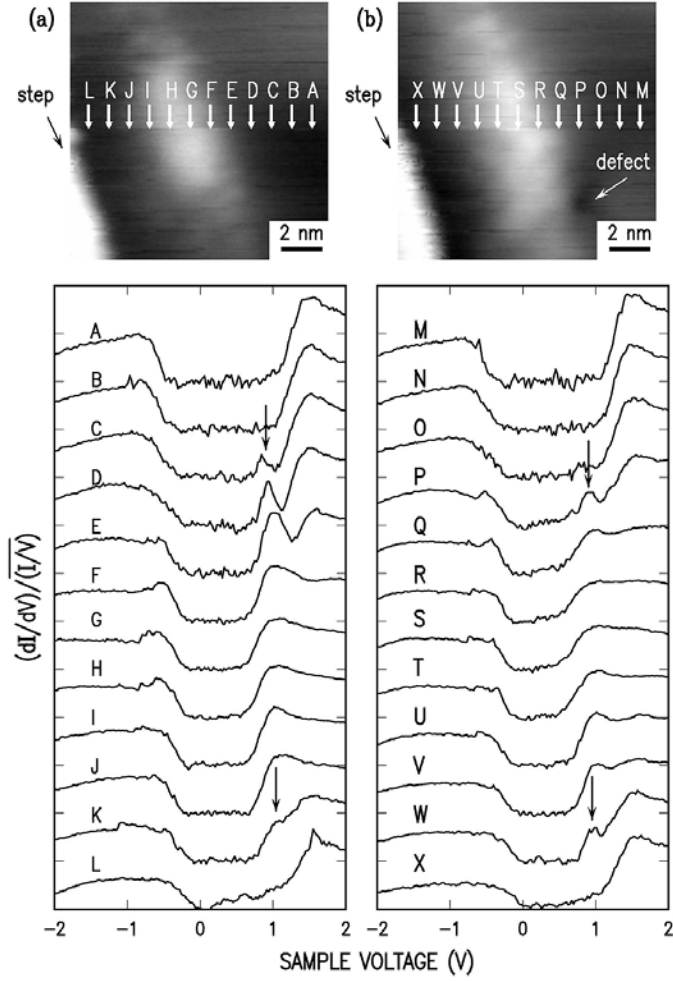 (a)
(b)
step
L K J I H G F E D C B A
2 nm
step
X W V U T S R Q P O N M
defect
2 nm
(dI/dV)/(I/V)
A
B
C
D
E
F
G
H
I
J
K
L
M
N
O
P
Q
R
S
T
U
V
W
X
−2 −1 0 1 2
−2 −1 0 1 2
SAMPLE VOLTAGE (V)